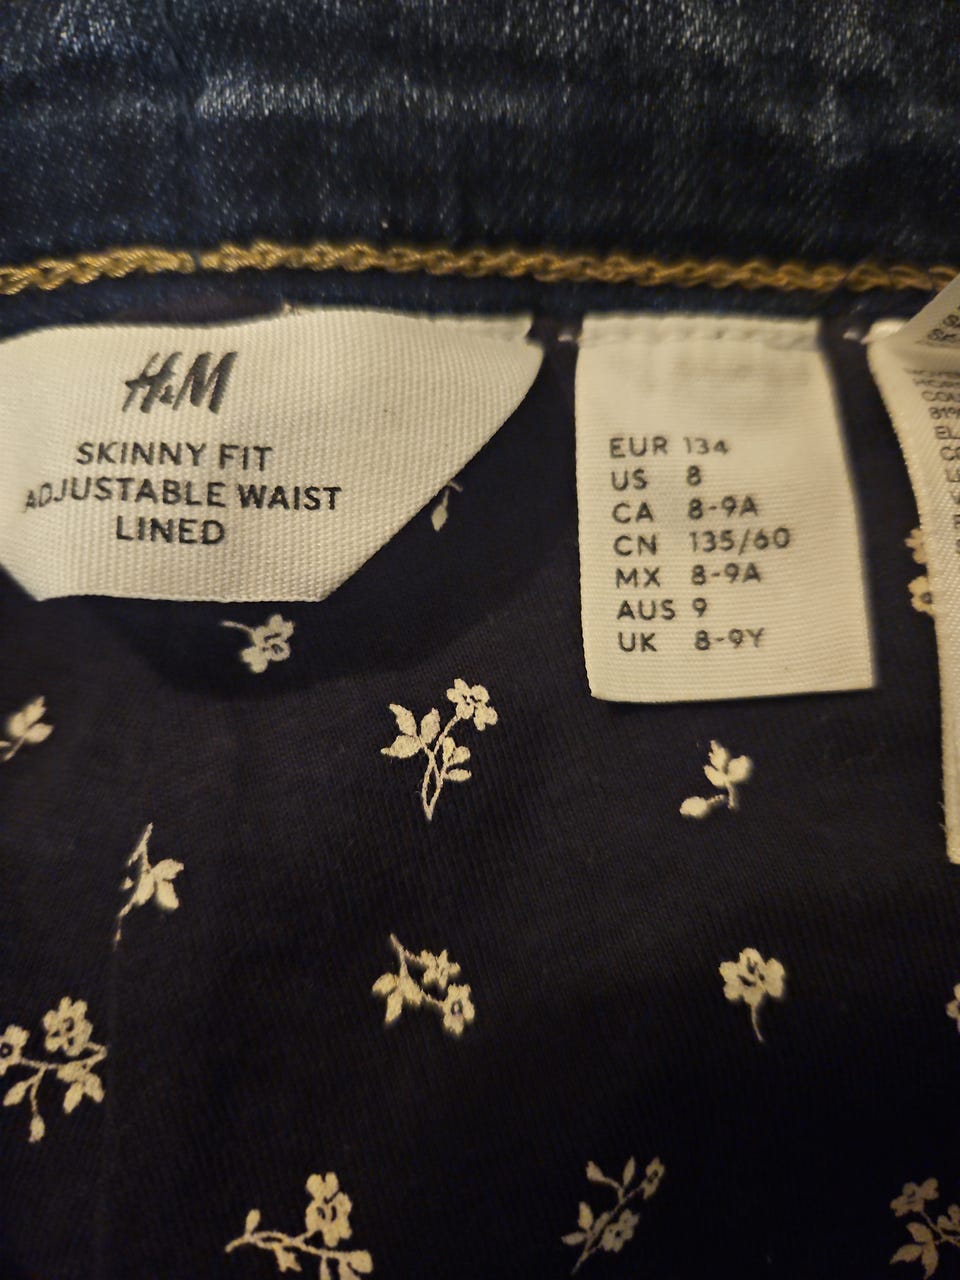 H&M
SKINNY FIT
ADJUSTABLE WAIST
LINED
EUR 134
US 8
CA 8-9A
CN 135/60
MX 8-9A
AUS 9
UK 8-9Y